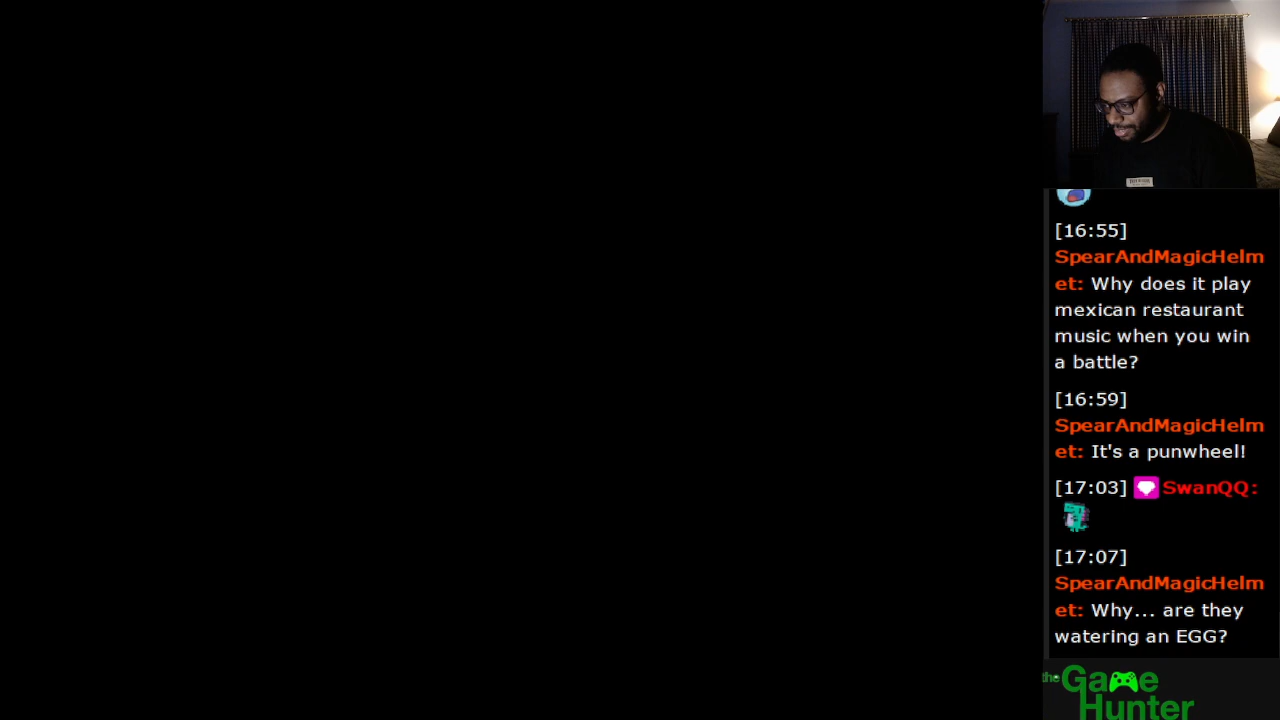 [16:55]
SpearAndMagicHelm
et: Why does it play
mexican restaurant
music when you win
a battle?
[16:59]
SpearAndMagicHelm
et: It's a punwheel!
[17:03] SwanQQ:
[17:07]
SpearAndMagicHelm
et: Why... are they
watering an EGG?
the Game
Hunter